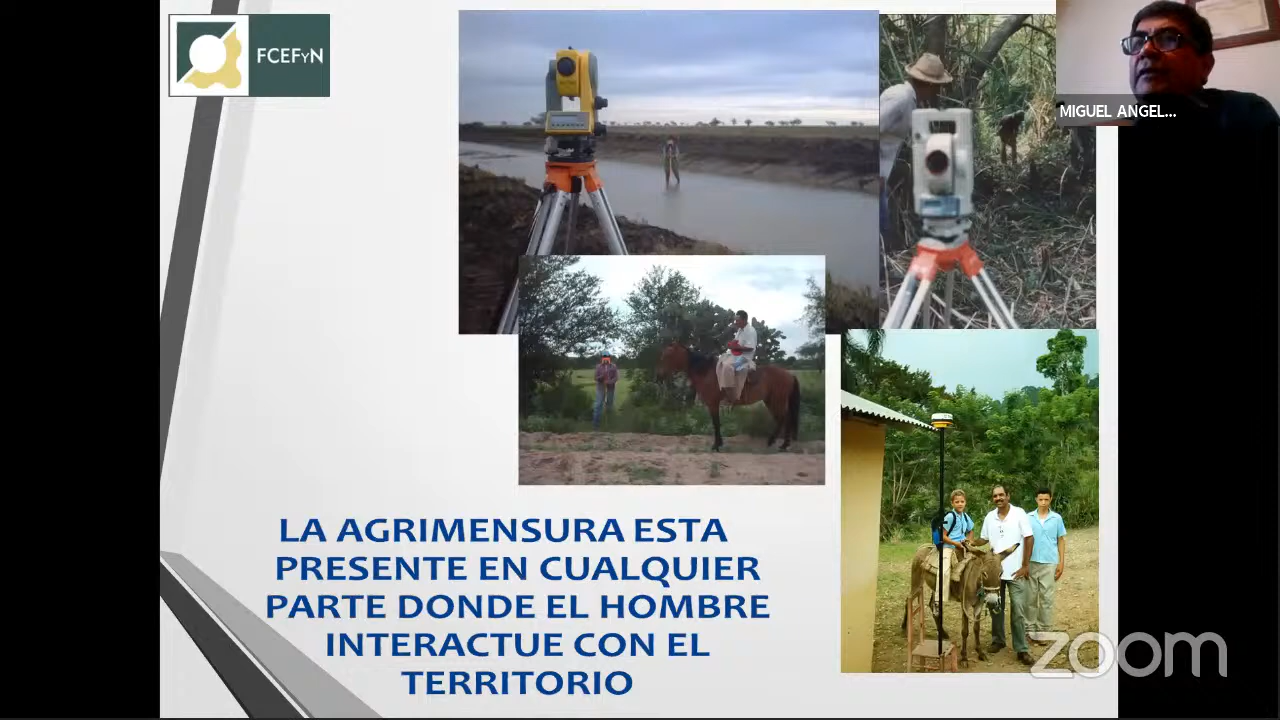 FCEFyN
MIGUEL ANGEL...
LA AGRIMENSURA ESTA
PRESENTE EN CUALQUIER
PARTE DONDE EL HOMBRE
INTERACTUE CON EL
TERRITORIO
zoom